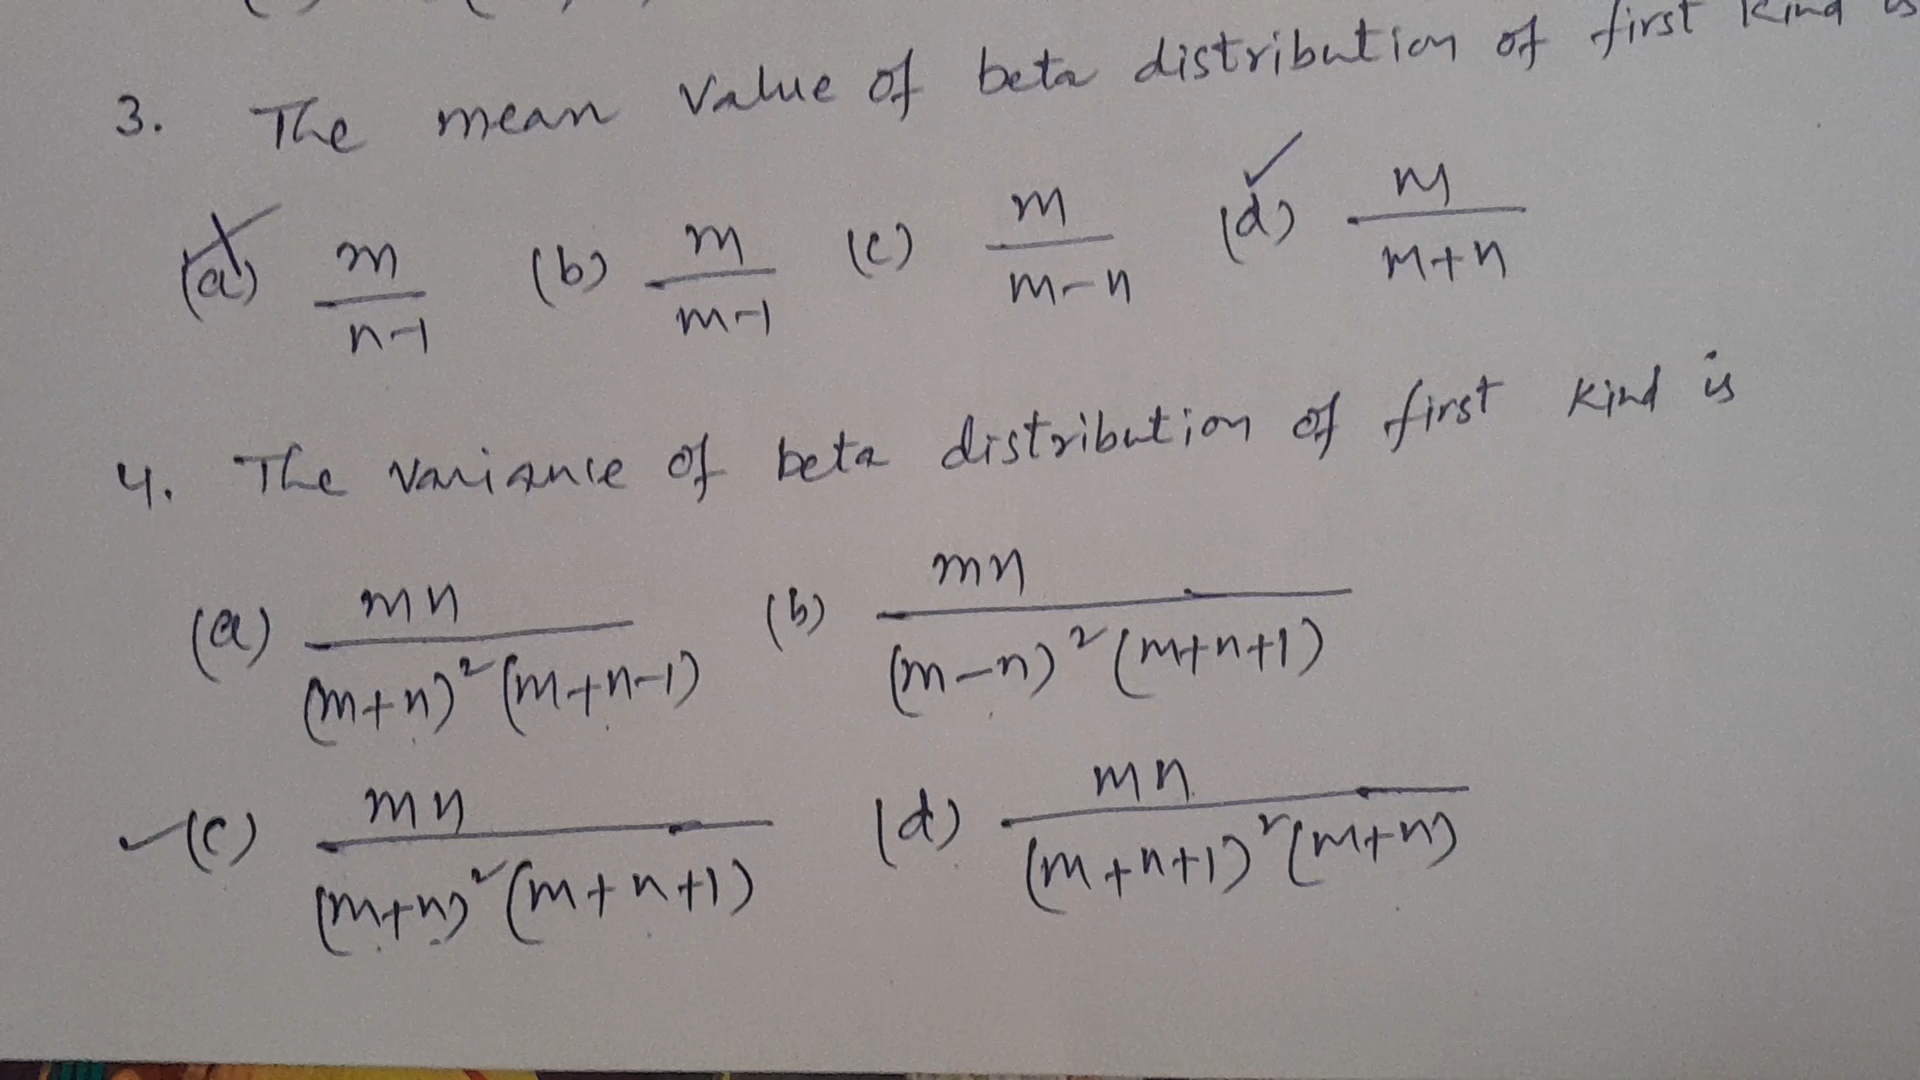 3. The mean value of beta distribution of first kind is
(a) m/n-1 (b) m/m-1 (c) m/m-n ✓(d) m/m+n
4. The variance of beta distribution of first kind is
(a) mn/(m+n)²(m+n-1) (b) mn/(m-n)²(m+n+1)
✓(c) mn/(m+n)²(m+n+1) (d) mn/(m+n+1)²(m+n)